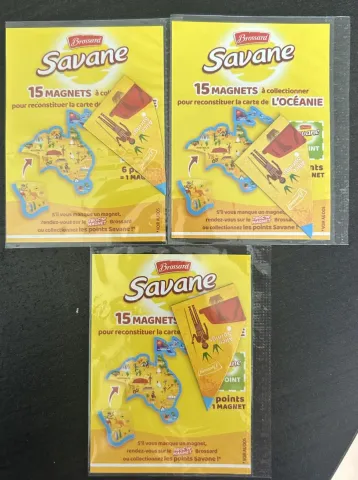 Brossard
Savane
15 MAGNETS à co
pour reconstituer la carte d
6 p
= 1 MA
S'il vous manque un magnet,
rendez-vous sur le Brossard
ou collectionnez les points Savane !*
Brossard
Savane
15 MAGNETS à collectionner
pour reconstituer la carte de L'OCÉANIE
POINT
nts
NET
S'il vous manque un magnet,
rendez-vous sur le Brossard
ou collectionnez les points Savane !*
Brossard
Savane
15 MAGNETS
pour reconstituer la carte
POINT
points
1 MAGNET
S'il vous manque un magnet,
rendez-vous sur le Brossard
ou collectionnez les points Savane !*